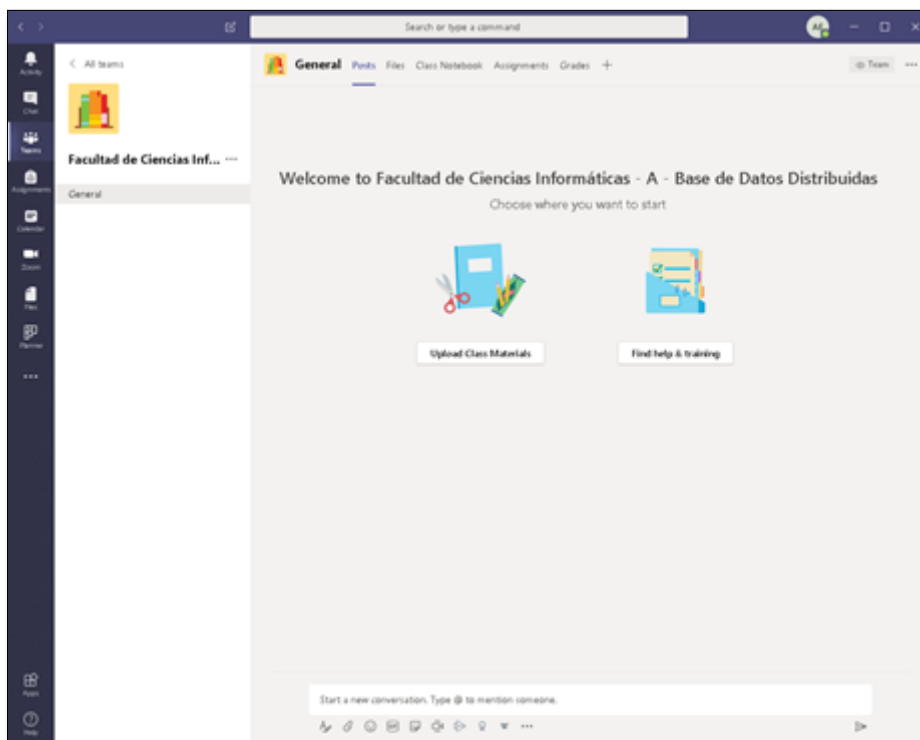 Search or type a command
Activity
Chat
Teams
Assignments
Calendar
Zoom
Files
Planner
Apps
Help
All teams
Facultad de Ciencias Inf...
General
General Posts Files Class Notebook Assignments Grades
Team
Welcome to Facultad de Ciencias Informáticas - A - Base de Datos Distribuidas
Choose where you want to start
Upload Class Materials
Find help & training
Start a new conversation. Type @ to mention someone.